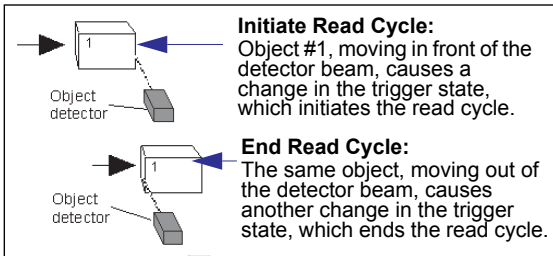 1
Object
detector
Initiate Read Cycle:
Object #1, moving in front of the
detector beam, causes a
change in the trigger state,
which initiates the read cycle.
1
Object
detector
End Read Cycle:
The same object, moving out of
the detector beam, causes
another change in the trigger
state, which ends the read cycle.